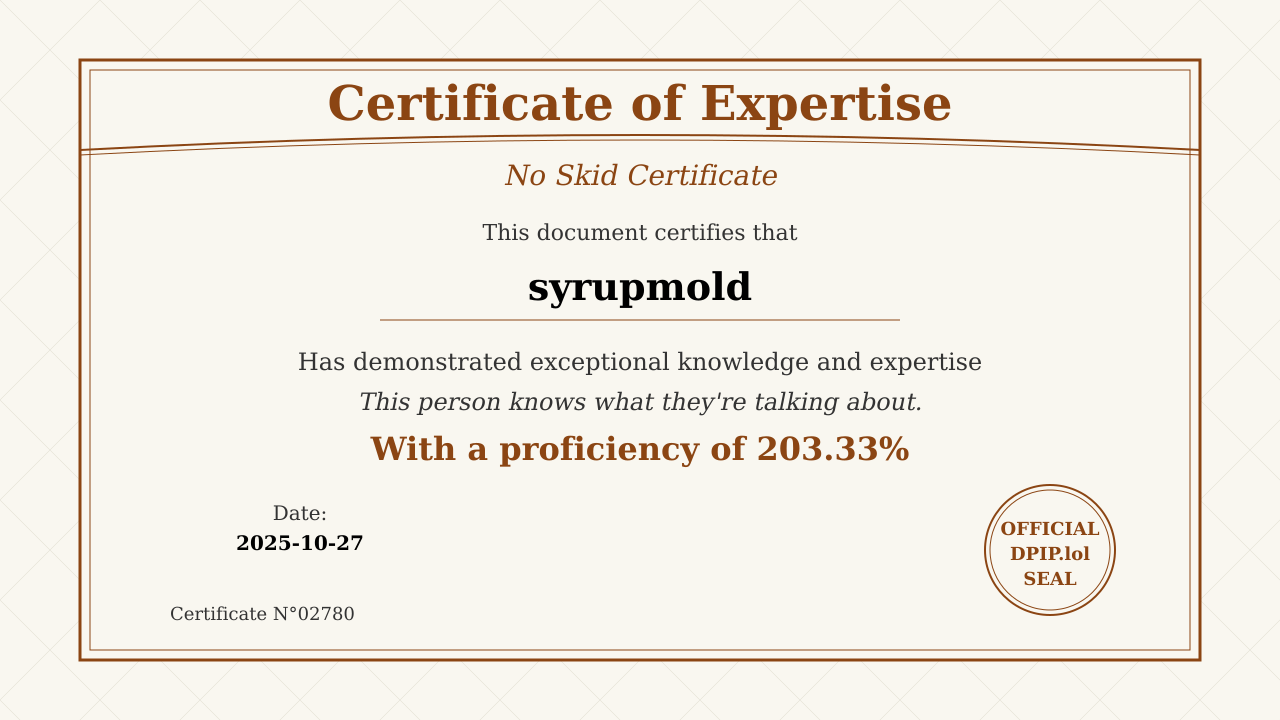 Certificate of Expertise
No Skid Certificate
This document certifies that
syrupmold
Has demonstrated exceptional knowledge and expertise
This person knows what they're talking about.
With a proficiency of 203.33%
Date:
2025-10-27
OFFICIAL
DPIP.lol
SEAL
Certificate N°02780